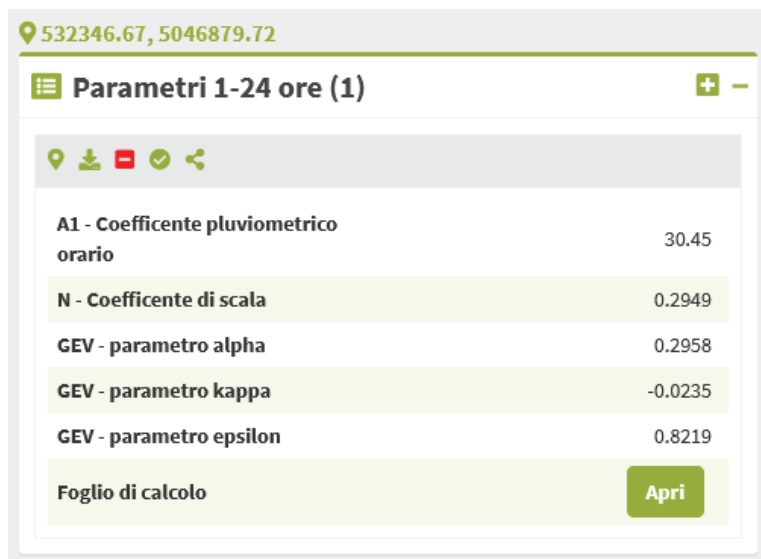 532346.67, 5046879.72
Parametri 1-24 ore (1)
A1 - Coefficente pluviometrico
orario
30.45
N - Coefficente di scala 0.2949
GEV - parametro alpha 0.2958
GEV - parametro kappa -0.0235
GEV - parametro epsilon 0.8219
Foglio di calcolo Apri